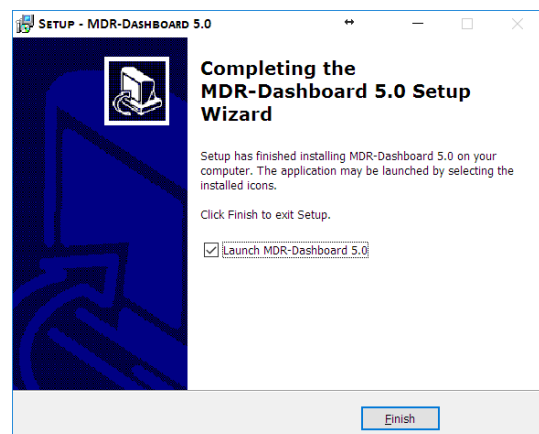 Setup - MDR-Dashboard 5.0
Completing the
MDR-Dashboard 5.0 Setup
Wizard
Setup has finished installing MDR-Dashboard 5.0 on your
computer. The application may be launched by selecting the
installed icons.
Click Finish to exit Setup.
Launch MDR-Dashboard 5.0
Finish